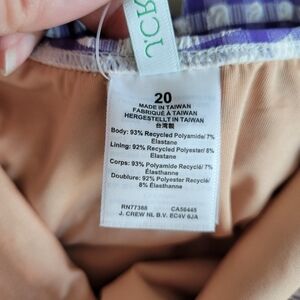 JCR
20
MADE IN TAIWAN
FABRIQUÉ À TAIWAN
HERGESTELLT IN TAIWAN
台湾製
Body: 93% Recycled Polyamide/ 7%
Elastane
Lining: 92% Recycled Polyester/ 8%
Elastane
Corps: 93% Polyamide Recyclé/ 7%
Élasthanne
Doublure: 92% Polyester Recyclé/
8% Élasthanne
RN77388 CA56445
J. CREW NL B.V. EC4V 6JA